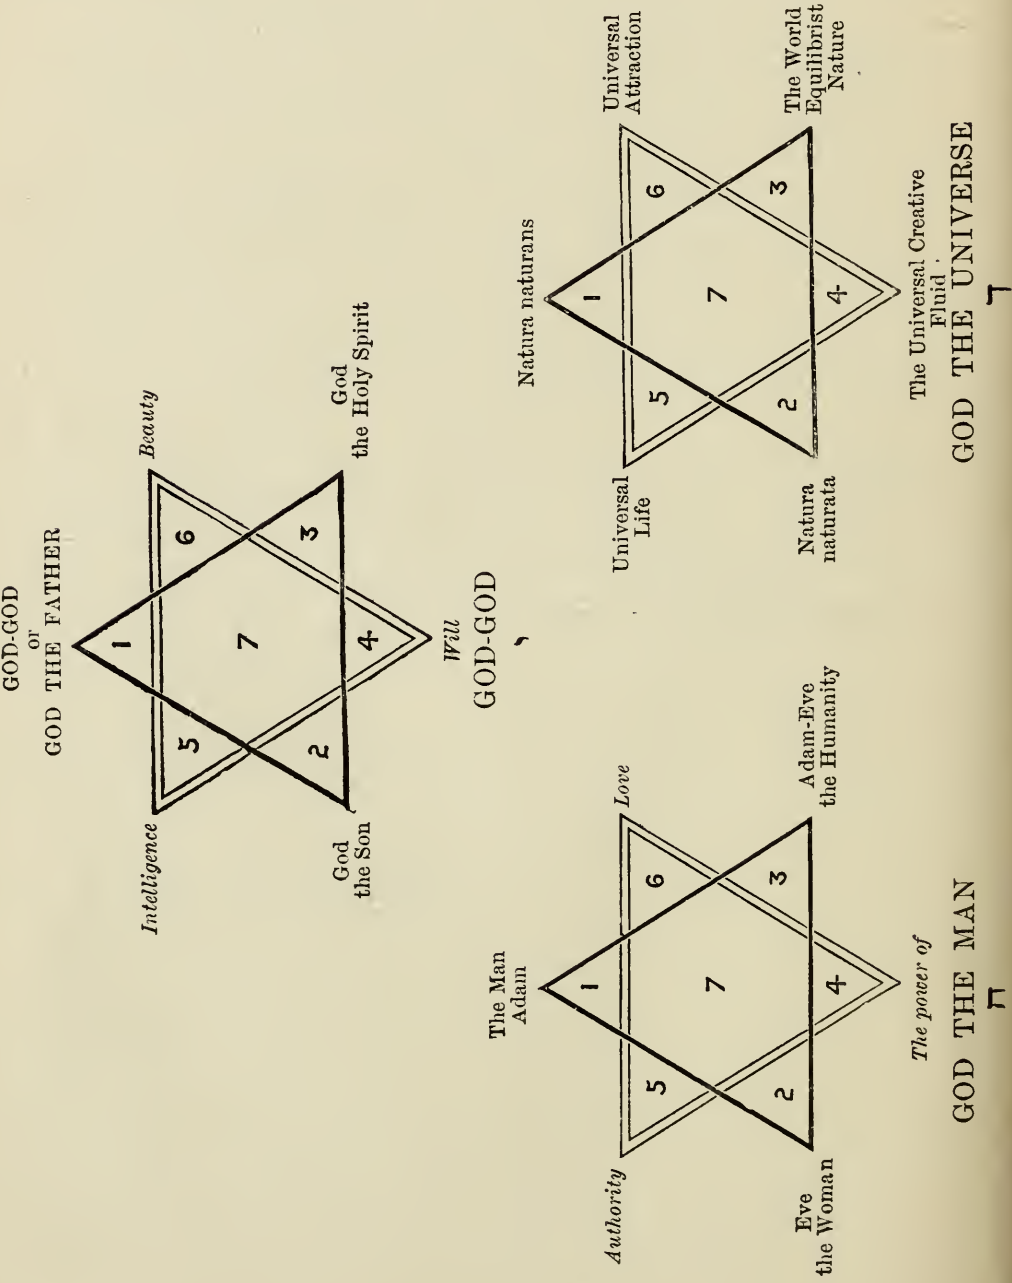 GOD-GOD
or
GOD THE FATHER
Intelligence
Beauty
1
5
6
7
2
3
4
God
the Son
God
the Holy Spirit
Will
GOD-GOD
י
The Man
Adam
Authority
Love
1
5
6
7
2
3
4
Eve
the Woman
Adam-Eve
the Humanity
The power of
GOD THE MAN
ח
Natura naturans
Universal
Life
Universal
Attraction
1
5
6
7
2
3
4
Natura
naturata
The World
Equilibrist
Nature
The Universal Creative
Fluid
GOD THE UNIVERSE